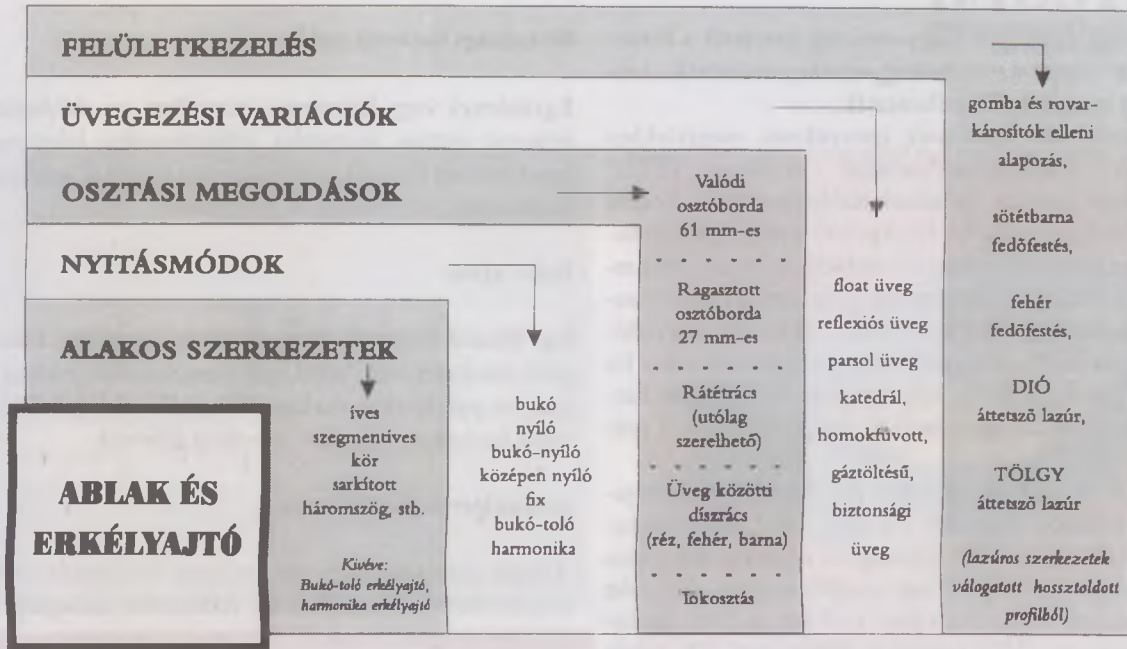 FELÜLETKEZELÉS
ÜVEGEZÉSI VARIÁCIÓK
OSZTÁSI MEGOLDÁSOK
NYITÁSMÓDOK
ALAKOS SZERKEZETEK
ABLAK ÉS
ERKÉLYAJTÓ
íves
szegmentíves
kör
sarkított
háromszög, stb.
Kivéve:
Bukó-toló erkélyajtó,
harmonika erkélyajtó
bukó
nyíló
bukó-nyíló
középen nyíló
fix
bukó-toló
harmonika
Valódi
osztóborda
61 mm-es
Ragasztott
osztóborda
27 mm-es
Rátétrács
(utólag
szerelhető)
Üveg közötti
díszrács
(réz, fehér, barna)
Tokosztás
float üveg
reflexiós üveg
parsol üveg
katedrál,
homokfúvott,
gáztöltésű,
biztonsági
üveg
gomba és rovar-
károsítók elleni
alapozás,
sötétbarna
fedőfestés,
fehér
fedőfestés,
DIÓ
áttetsző lazúr,
TÖLGY
áttetsző lazúr
(lazúros szerkezetek
válogatott hossztoldott
profilból)